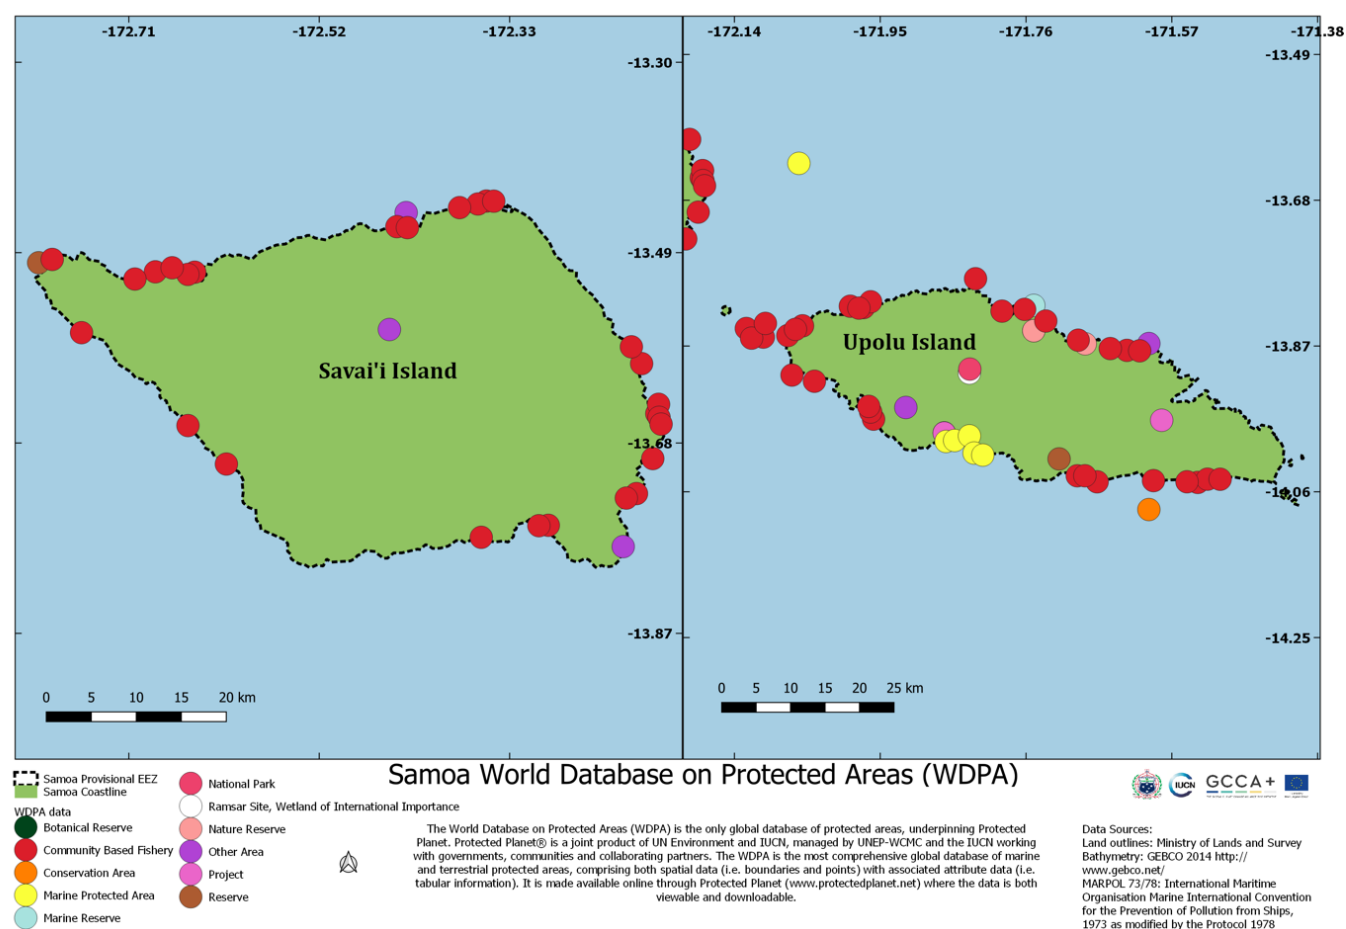 -172.71 -172.52 -172.33 -172.14 -171.95 -171.76 -171.57 -171.38
-13.30
-13.49
-13.68
-13.87
-13.49
-13.68
-13.87
-14.06
-14.25
Savai'i Island
Upolu Island
0 5 10 15 20 km
0 5 10 15 20 25 km
Samoa Provisional EEZ
Samoa Coastline
WDPA data
Botanical Reserve
Community Based Fishery
Conservation Area
Marine Protected Area
Marine Reserve
National Park
Ramsar Site, Wetland of International Importance
Nature Reserve
Other Area
Project
Reserve
Samoa World Database on Protected Areas (WDPA)
The World Database on Protected Areas (WDPA) is the only global database of protected areas, underpinning Protected
Planet. Protected Planet® is a joint product of UN Environment and IUCN, managed by UNEP-WCMC and the IUCN working
with governments, communities and collaborating partners. The WDPA is the most comprehensive global database of marine
and terrestrial protected areas, comprising both spatial data (i.e. boundaries and points) with associated attribute data (i.e.
tabular information). It is made available online through Protected Planet (www.protectedplanet.net) where the data is both
viewable and downloadable.
IUCN
GCCA+
Data Sources:
Land outlines: Ministry of Lands and Survey
Bathymetry: GEBCO 2014 http://
www.gebco.net/
MARPOL 73/78: International Maritime
Organisation Marine International Convention
for the Prevention of Pollution from Ships,
1973 as modified by the Protocol 1978